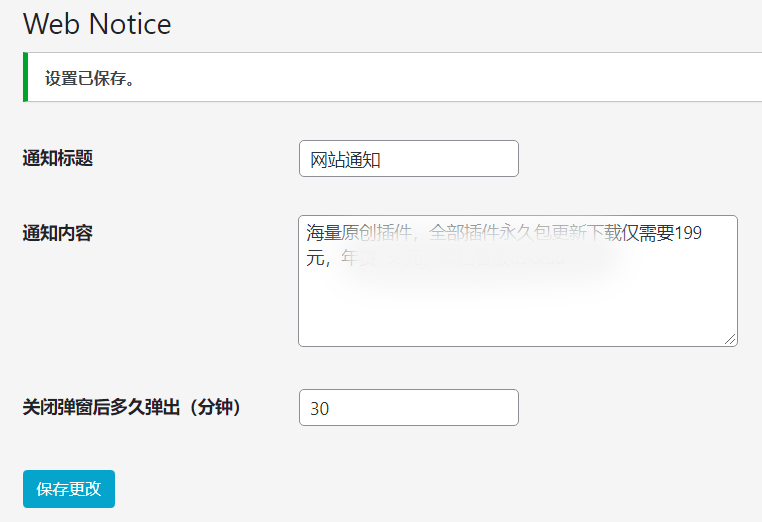 Web Notice
设置已保存。
通知标题
网站通知
通知内容
海量原创插件，全部插件永久包更新下载仅需要199
元，年
关闭弹窗后多久弹出（分钟）
30
保存更改